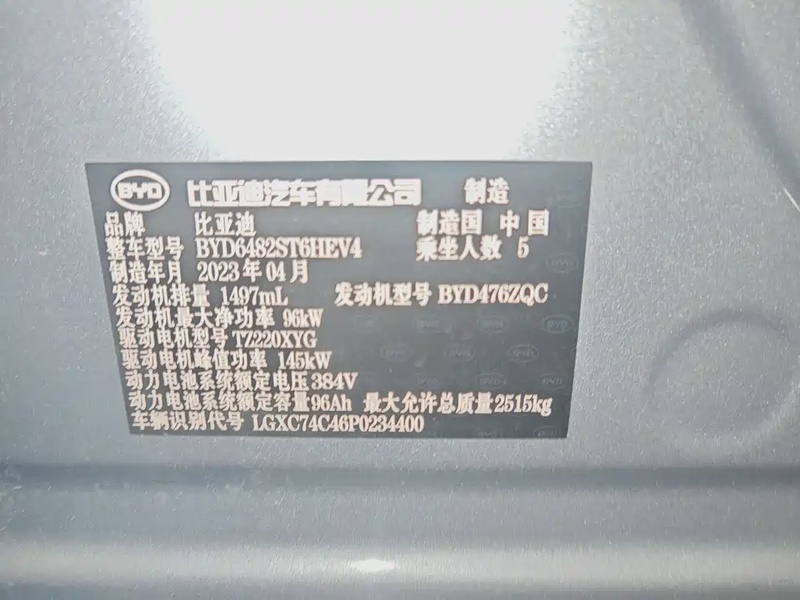 BYD 比亚迪汽车有限公司 制造
品牌 比亚迪 制造国 中国
整车型号 BYD6482ST6HEV4 乘坐人数 5
制造年月 2023年04月
发动机排量 1497mL 发动机型号 BYD476ZQC
发动机最大净功率 96kW
驱动电机型号 TZ220XYG
驱动电机峰值功率 145kW
动力电池系统额定电压 384V
动力电池系统额定容量 96Ah 最大允许总质量 2515kg
车辆识别代号 LGXC74C46P0234400